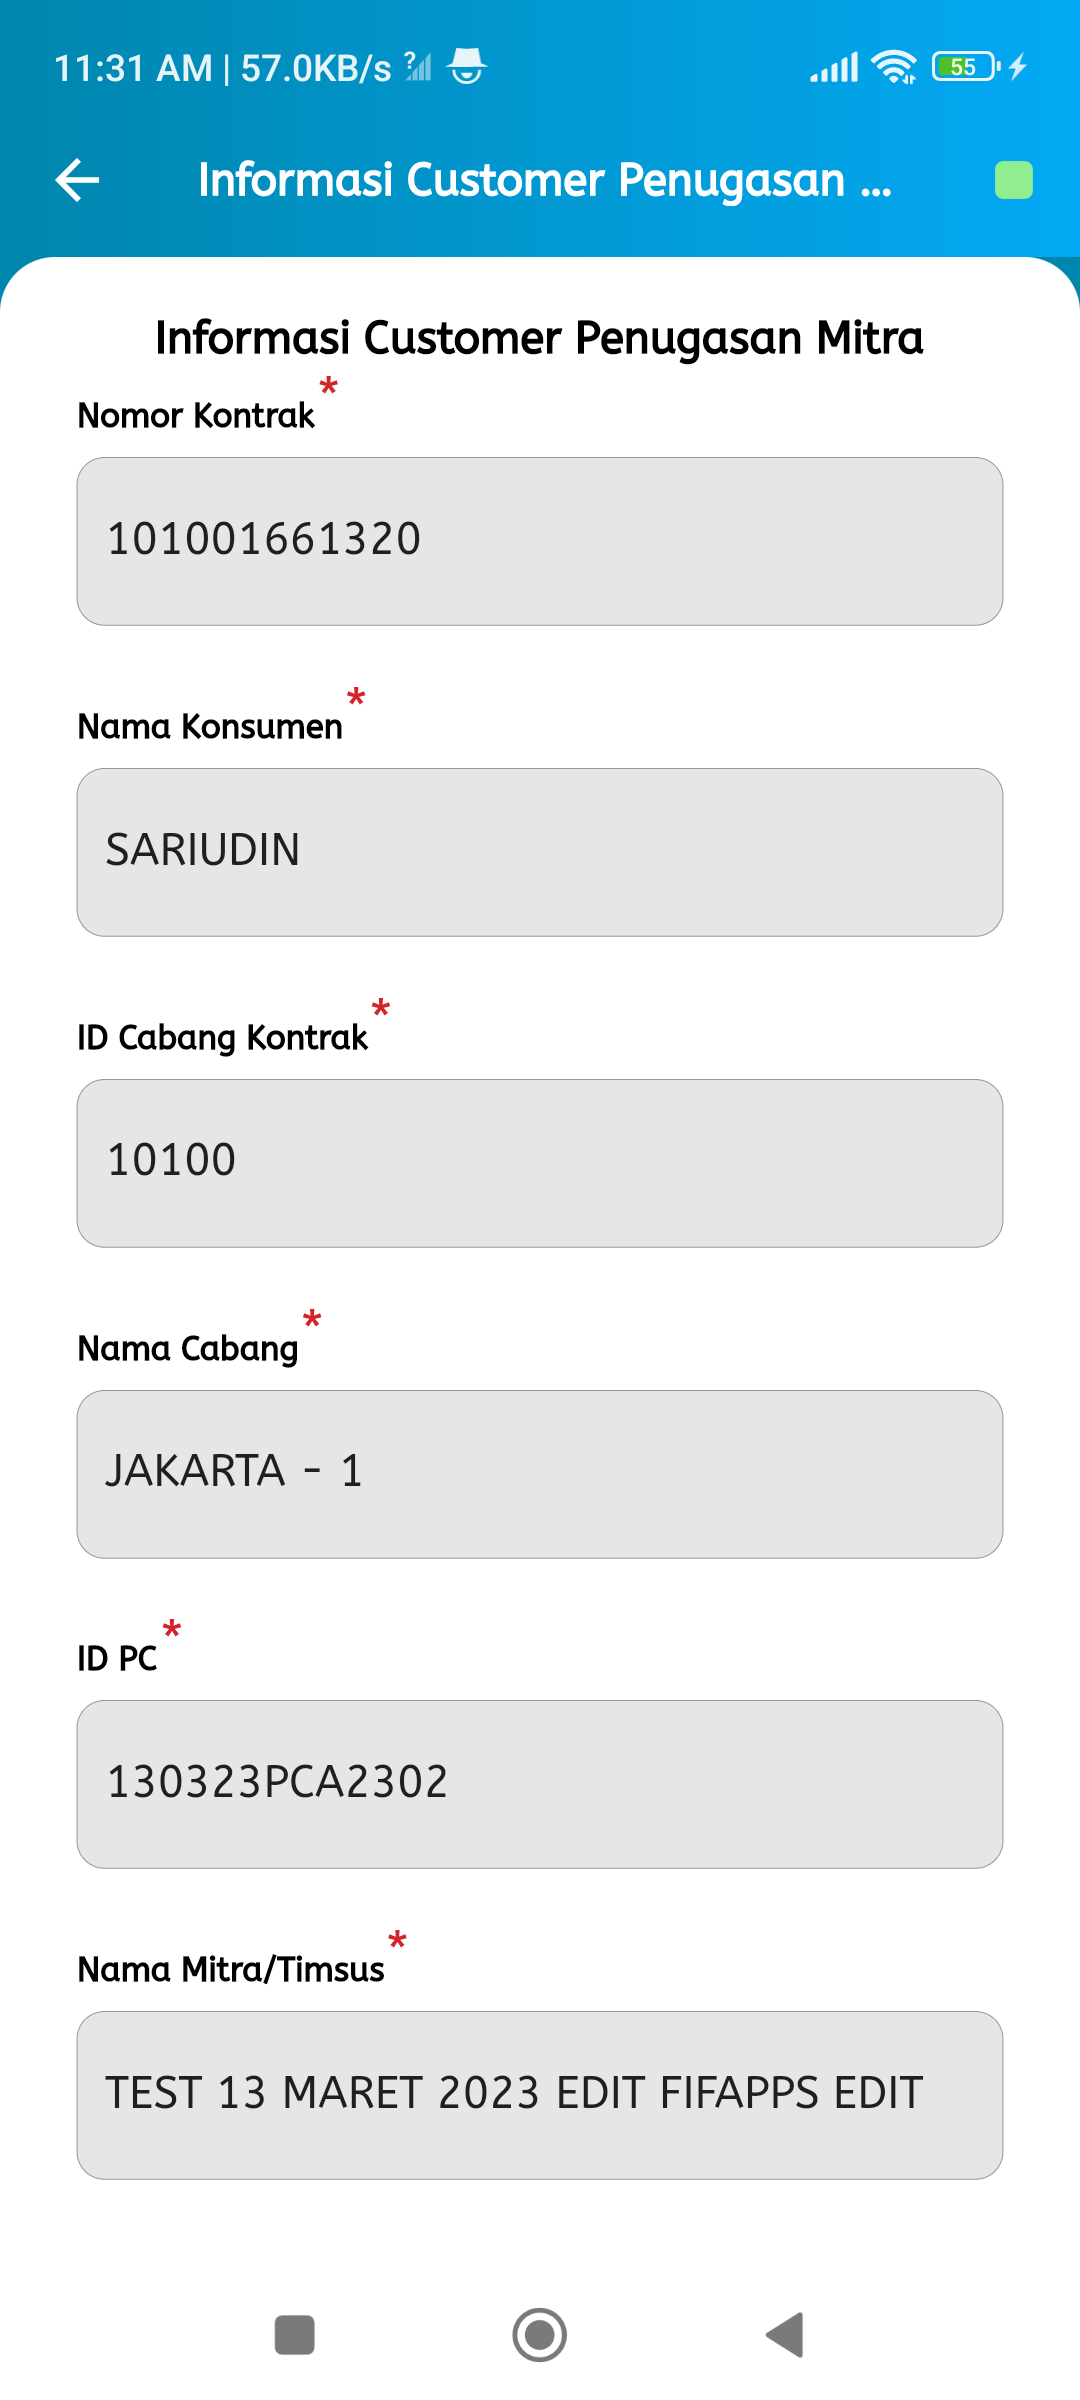 11:31 AM | 57.0KB/s ? 55
Informasi Customer Penugasan ...
Informasi Customer Penugasan Mitra
Nomor Kontrak *
101001661320
Nama Konsumen *
SARIUDIN
ID Cabang Kontrak *
10100
Nama Cabang *
JAKARTA - 1
ID PC *
130323PCA2302
Nama Mitra/Timsus *
TEST 13 MARET 2023 EDIT FIFAPPS EDIT